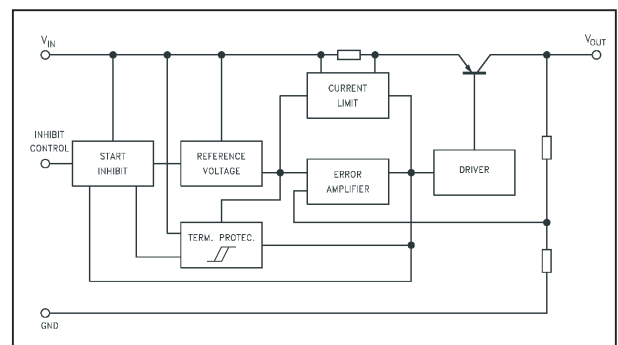 VIN
VOUT
CURRENT
LIMIT
INHIBIT
CONTROL
START
INHIBIT
REFERENCE
VOLTAGE
ERROR
AMPLIFIER
DRIVER
TERM. PROTEC.
GND